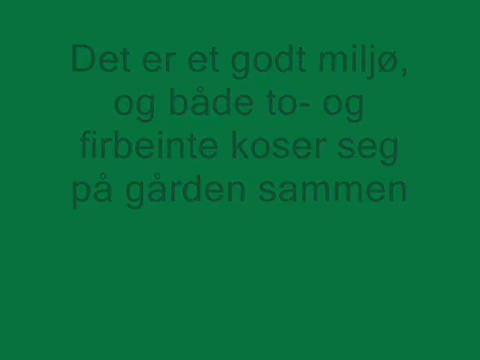 Det er et godt miljø,
og både to- og
firbeinte koser seg
på gården sammen